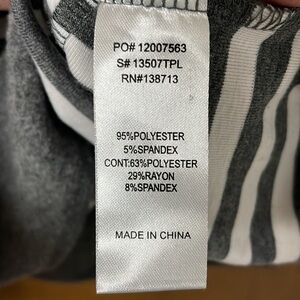 PO# 12007563
S# 13507TPL
RN#138713
95%POLYESTER
5%SPANDEX
CONT:63%POLYESTER
29%RAYON
8%SPANDEX
MADE IN CHINA